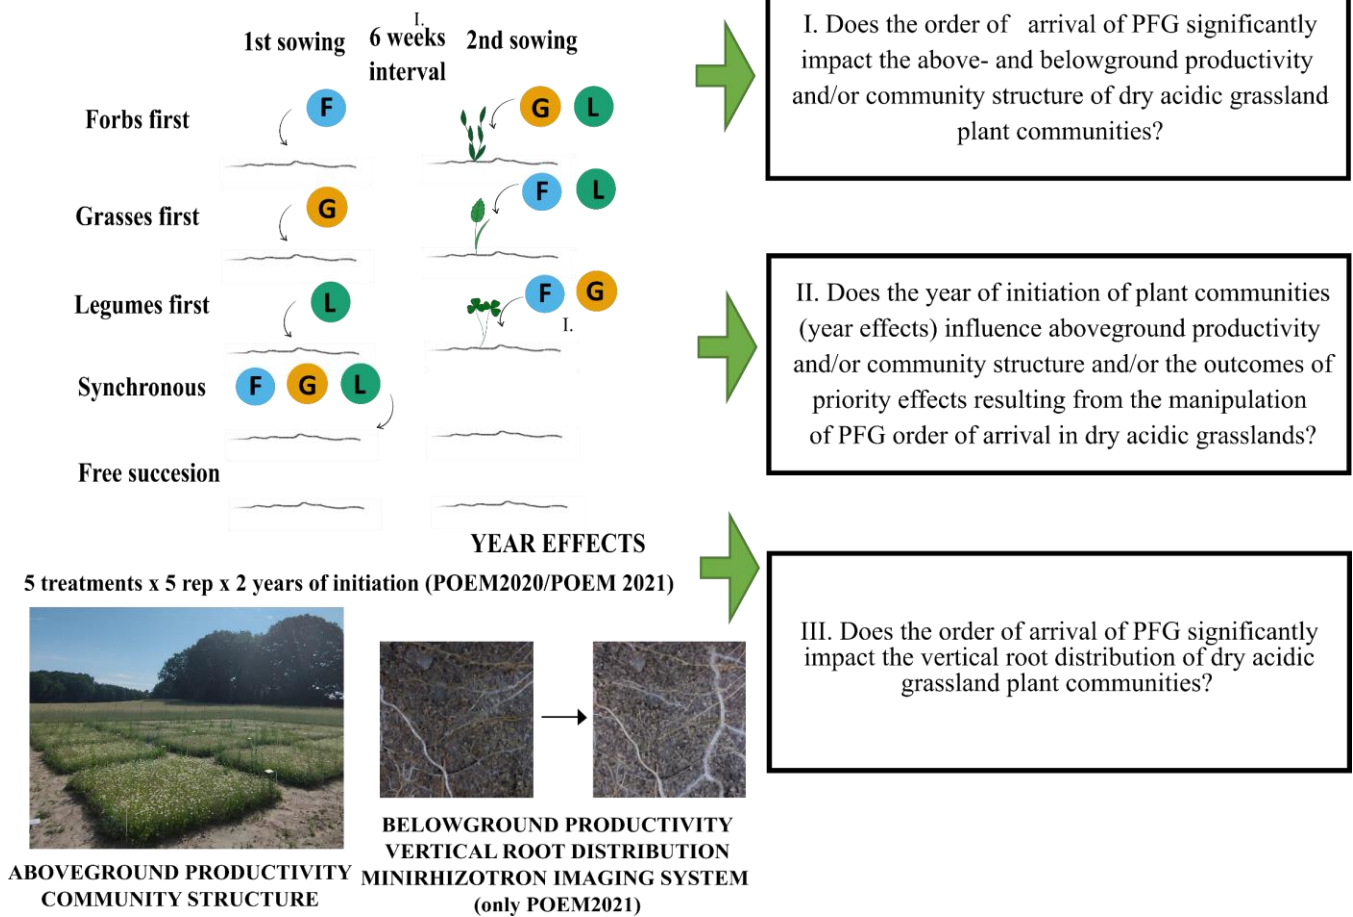 I.
1st sowing
6 weeks
interval
2nd sowing
Forbs first
F
G L
Grasses first
G
F L
Legumes first
L
F G
I.
Synchronous
F G L
Free succesion
YEAR EFFECTS
5 treatments x 5 rep x 2 years of initiation (POEM2020/POEM 2021)
ABOVEGROUND PRODUCTIVITY
COMMUNITY STRUCTURE
BELOWGROUND PRODUCTIVITY
VERTICAL ROOT DISTRIBUTION
MINIRHIZOTRON IMAGING SYSTEM
(only POEM2021)
I. Does the order of arrival of PFG significantly
impact the above- and belowground productivity
and/or community structure of dry acidic grassland
plant communities?
II. Does the year of initiation of plant communities
(year effects) influence aboveground productivity
and/or community structure and/or the outcomes of
priority effects resulting from the manipulation
of PFG order of arrival in dry acidic grasslands?
III. Does the order of arrival of PFG significantly
impact the vertical root distribution of dry acidic
grassland plant communities?